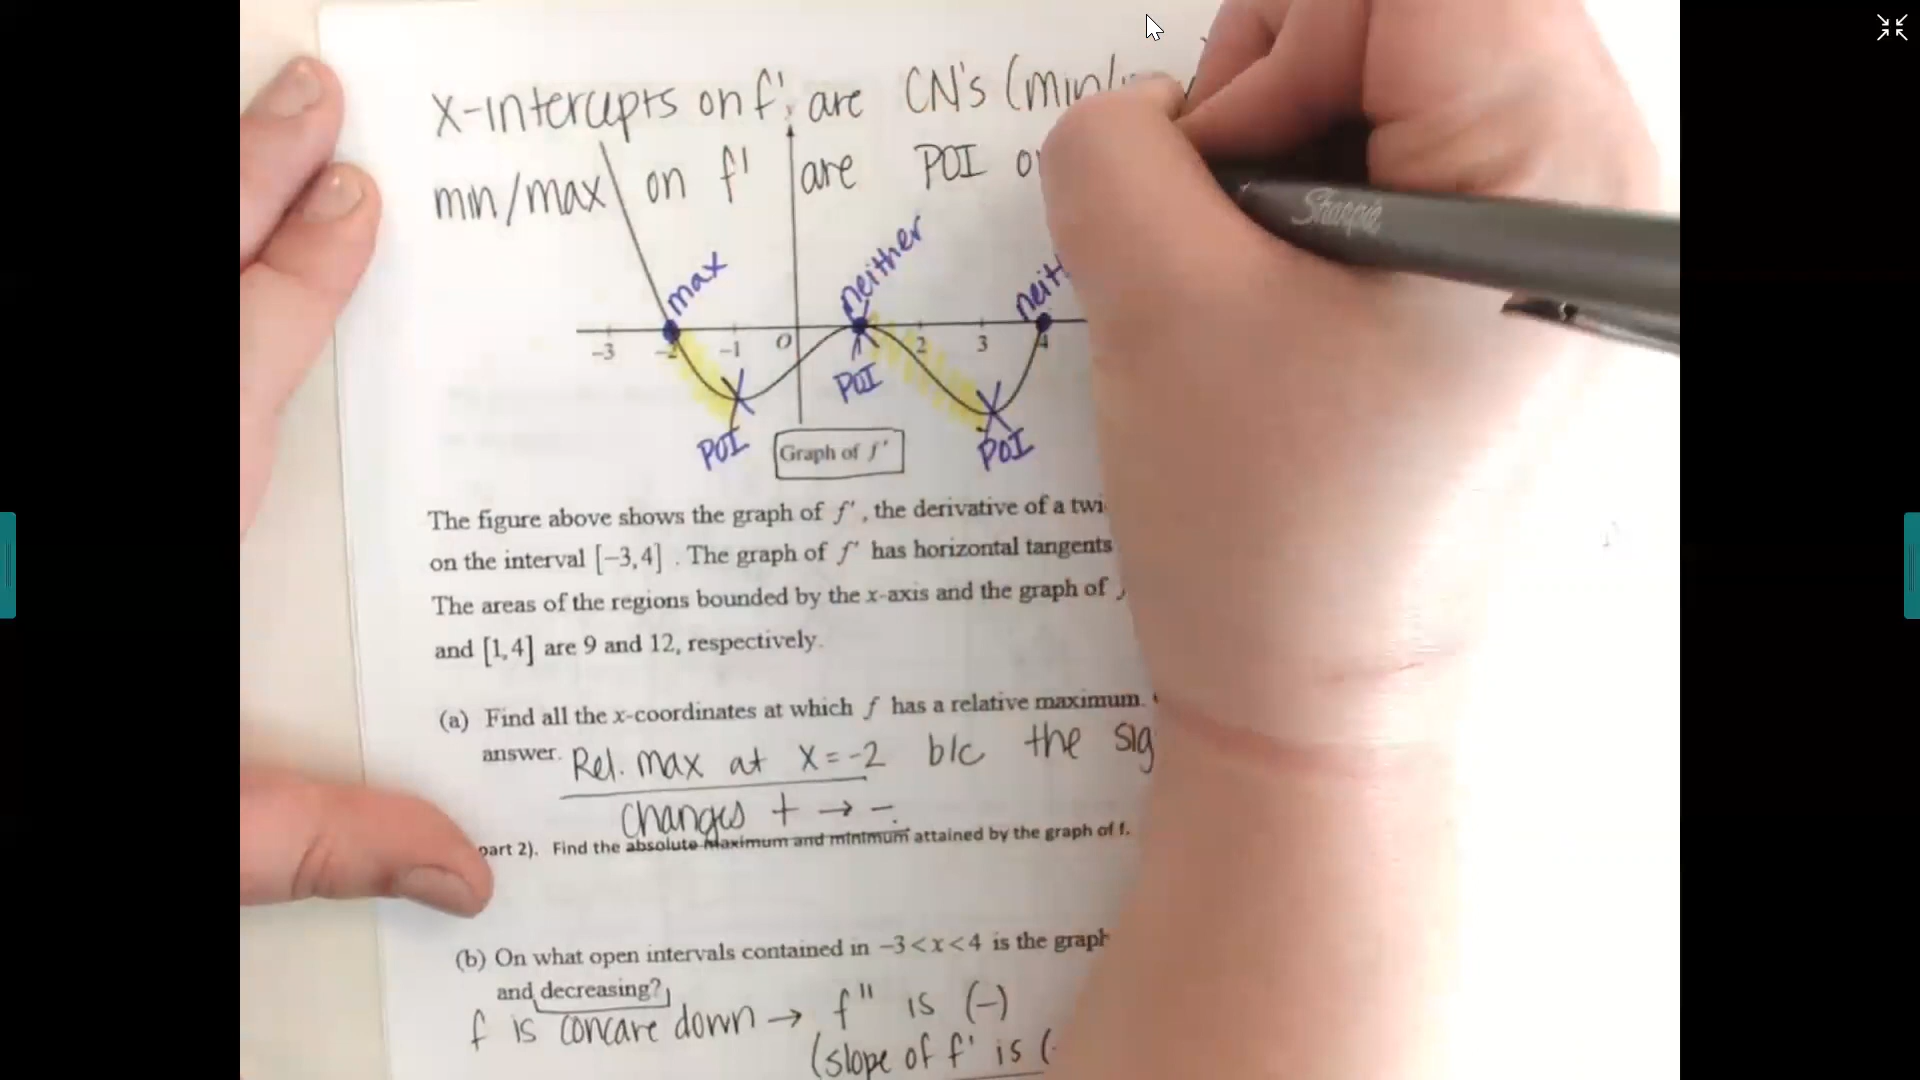 x-intercepts on f' are CN's (min/
min/max on f' are POI on
Sharpie
max
neither
neith
-3 -2 -1 O 2 3 4
POI
POI
POI
Graph of f'
The figure above shows the graph of f', the derivative of a twi
on the interval [-3,4]. The graph of f' has horizontal tangents
The areas of the regions bounded by the x-axis and the graph of
and [1,4] are 9 and 12, respectively.
(a) Find all the x-coordinates at which f has a relative maximum.
answer. Rel. max at x = -2 b/c the sig
changes + → -.
part 2). Find the absolute maximum and minimum attained by the graph of f.
(b) On what open intervals contained in -3<x<4 is the graph
and decreasing?
f is concave down → f" is (-)
(slope of f' is (-